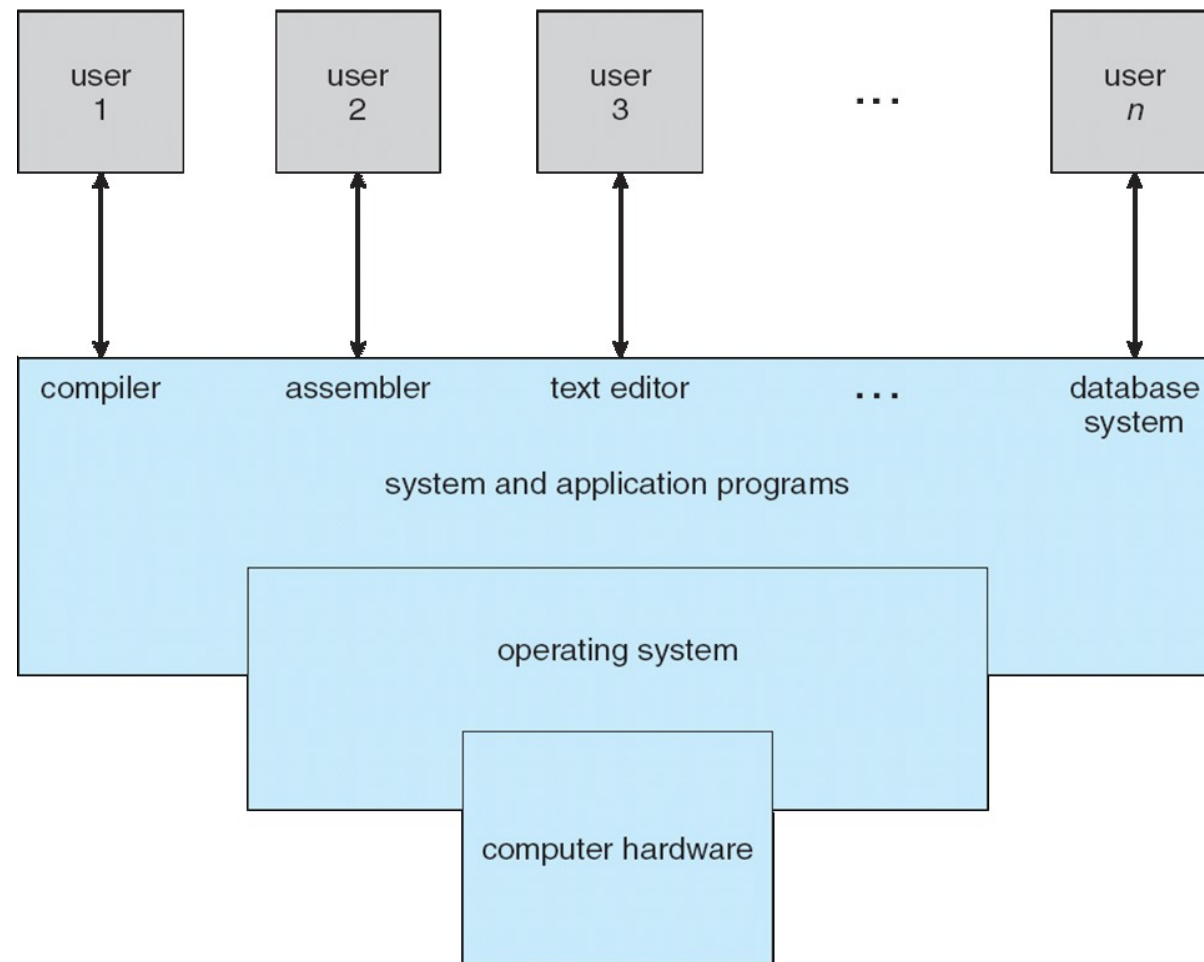 user
1
user
2
user
3
...
user
n
compiler
assembler
text editor
...
database
system
system and application programs
operating system
computer hardware